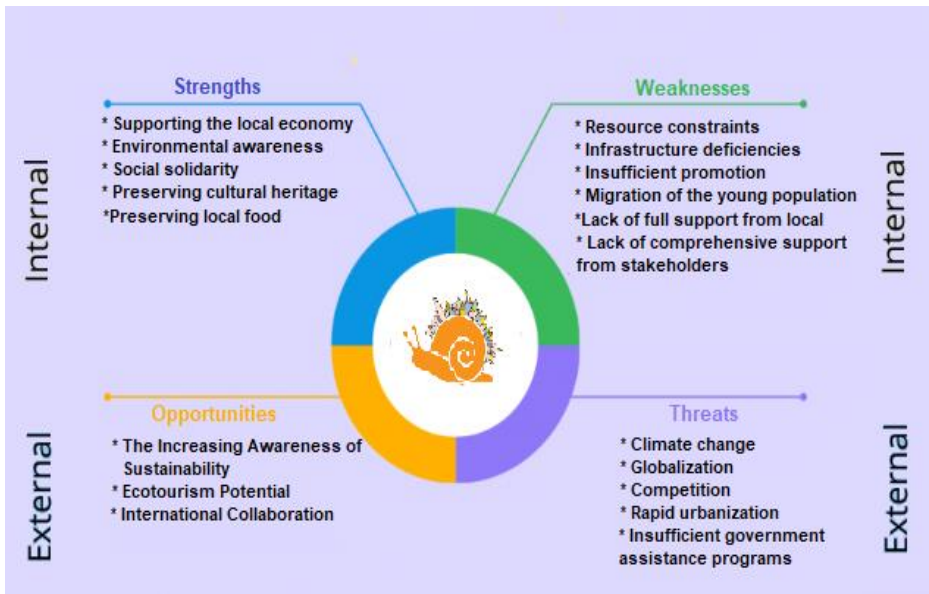 Strengths
* Supporting the local economy
* Environmental awareness
* Social solidarity
* Preserving cultural heritage
*Preserving local food
Weaknesses
* Resource constraints
* Infrastructure deficiencies
* Insufficient promotion
* Migration of the young population
*Lack of full support from local
* Lack of comprehensive support
from stakeholders
Internal
Internal
Opportunities
* The Increasing Awareness of
Sustainability
* Ecotourism Potential
* International Collaboration
Threats
* Climate change
* Globalization
* Competition
* Rapid urbanization
* Insufficient government
assistance programs
External
External